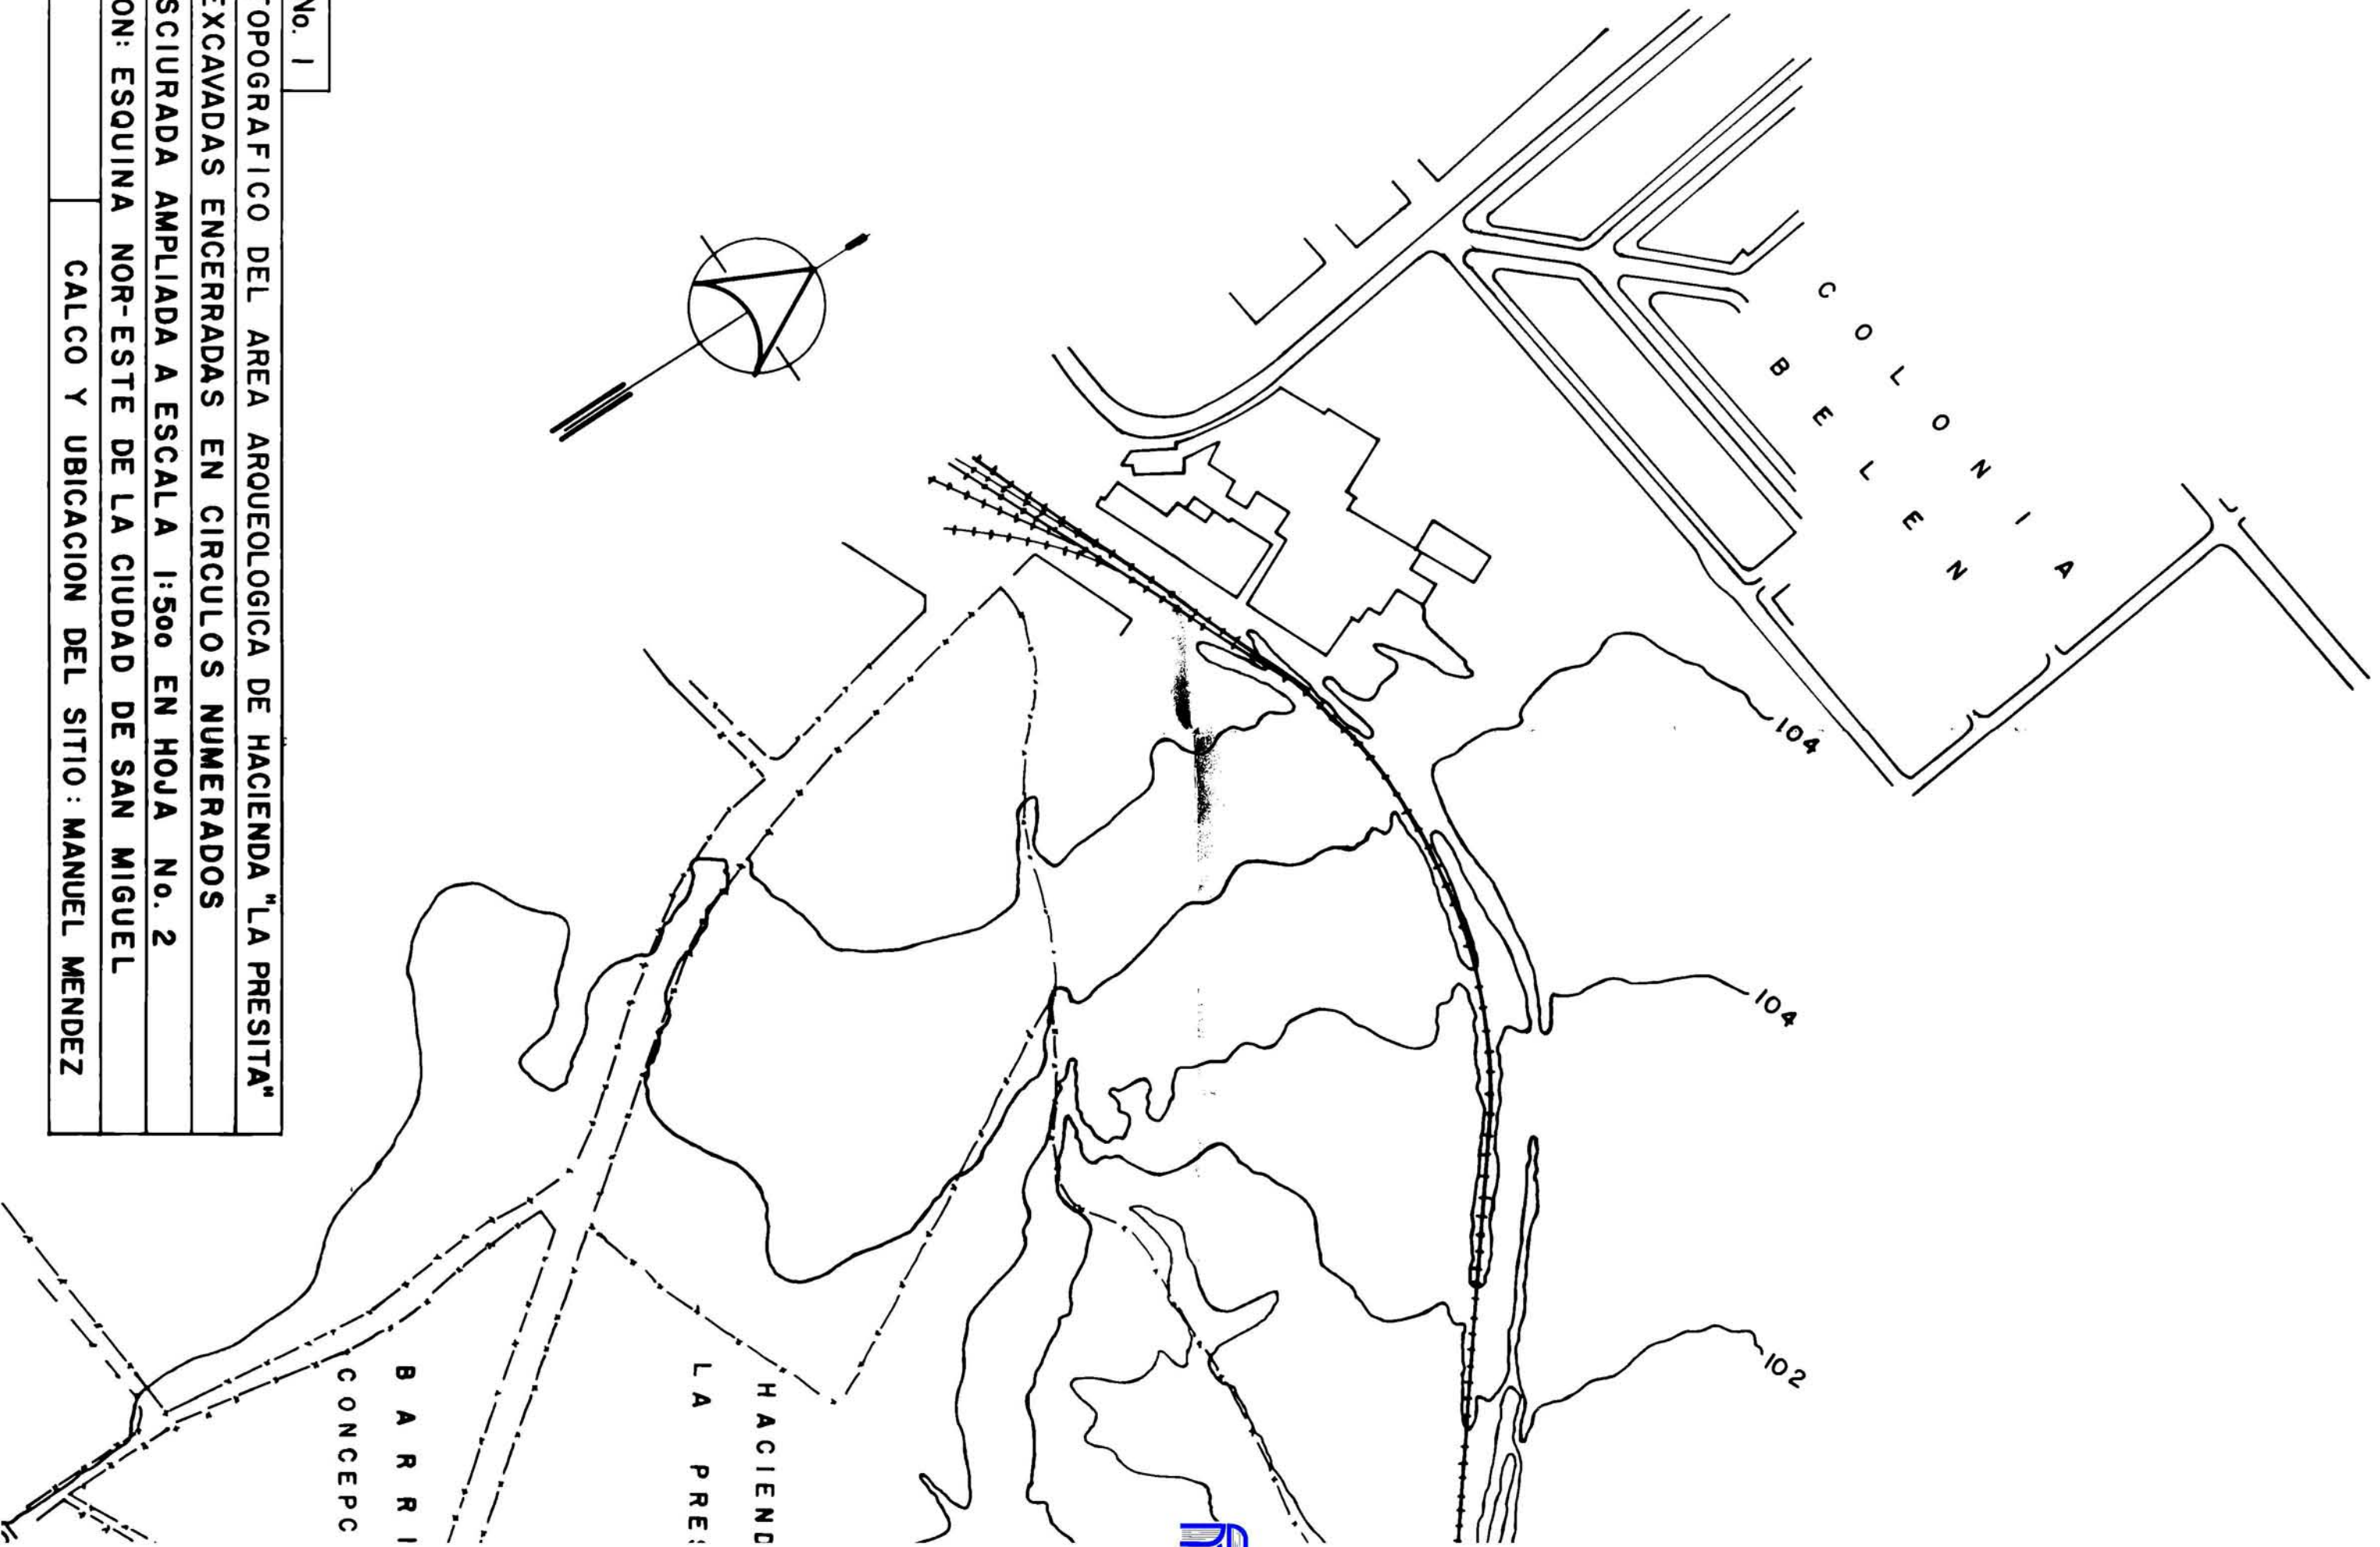 No. 1
TOPOGRAFICO DEL AREA ARQUEOLOGICA DE HACIENDA "LA PRESITA"
EXCAVADAS ENCERRADAS EN CIRCULOS NUMERADOS
SCIURADA AMPLIADA A ESCALA 1:500 EN HOJA No. 2
ON: ESQUINA NOR-ESTE DE LA CIUDAD DE SAN MIGUEL
CALCO Y UBICACION DEL SITIO: MANUEL MENDEZ
COLONIA
BELEN
104
104
102
HACIEND
LA PRES
BARRI
CONCEPC